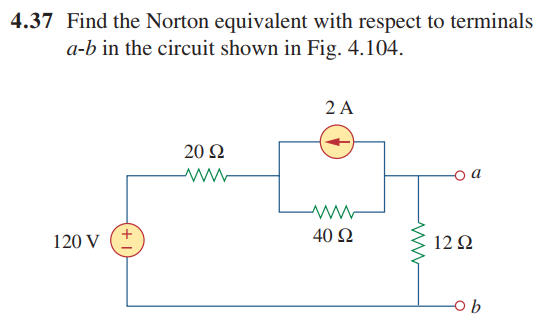 4.37 Find the Norton equivalent with respect to terminals
a-b in the circuit shown in Fig. 4.104.
2 A
20 Ω
a
40 Ω
120 V
+
−
12 Ω
b